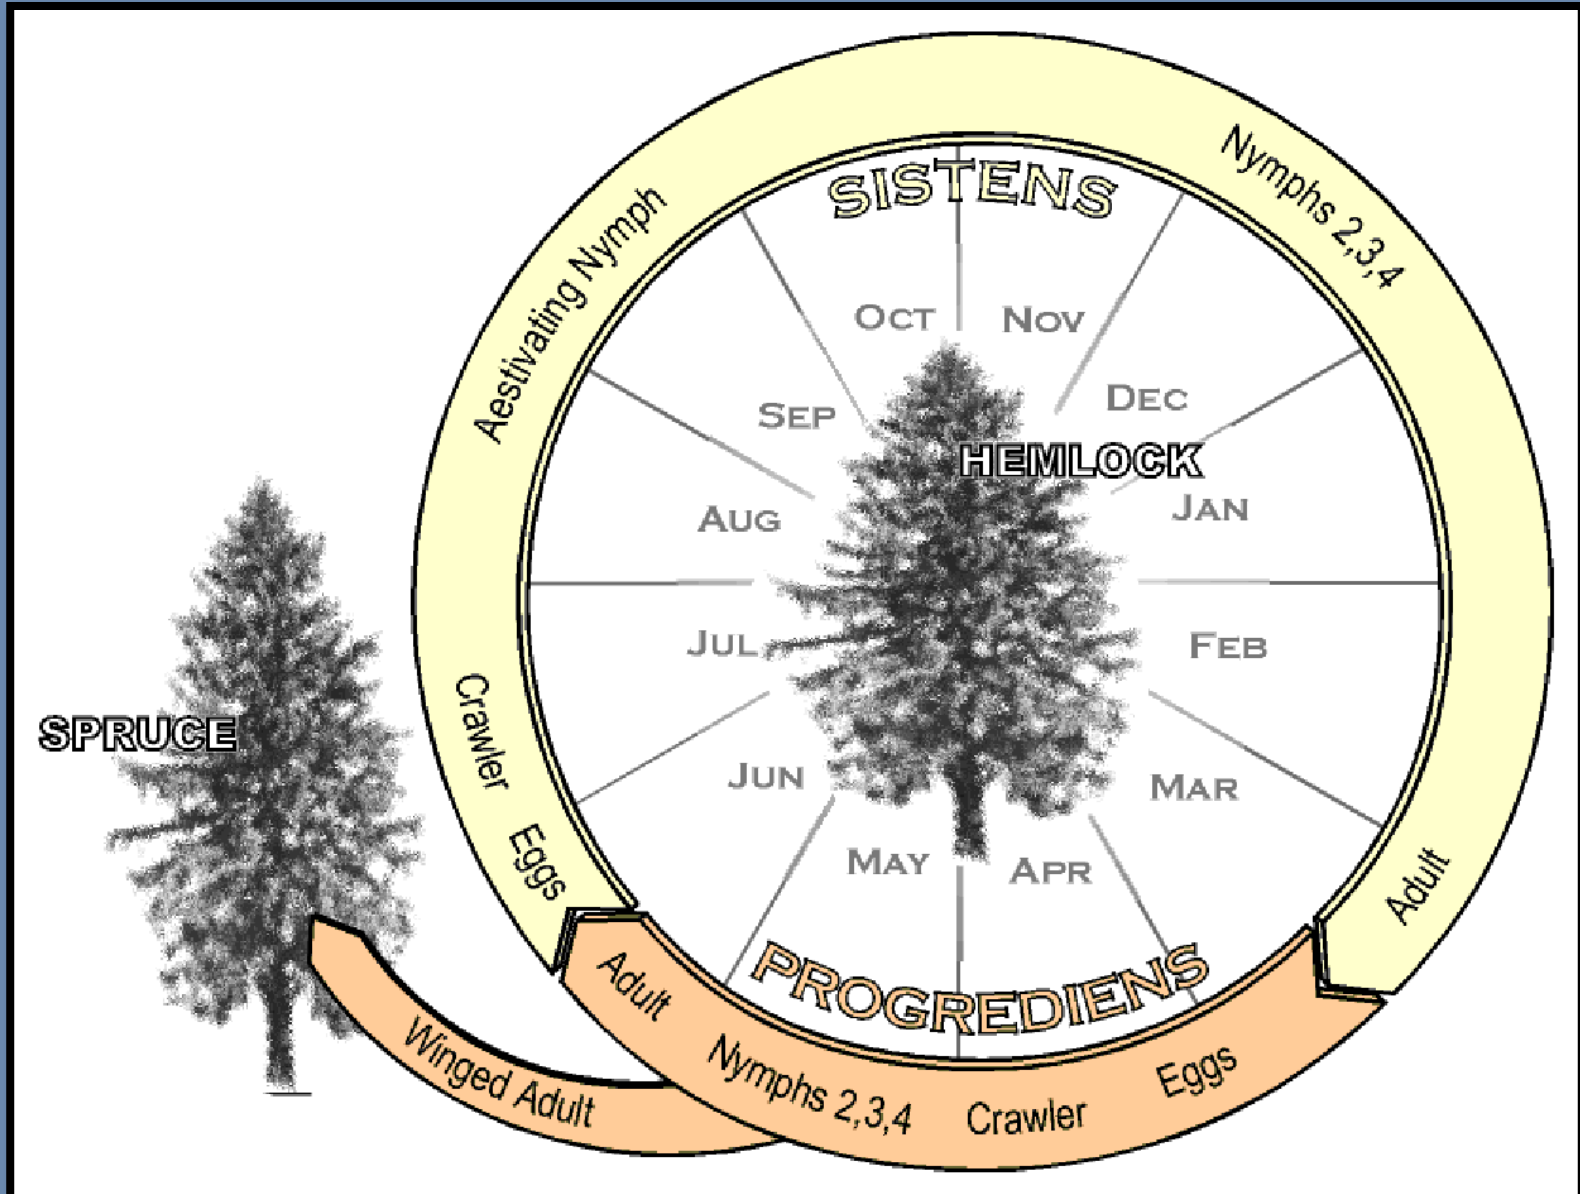 SISTENS
Nymphs 2,3,4
Aestivating Nymph
OCT
NOV
SEP
DEC
HEMLOCK
AUG
JAN
JUL
FEB
Crawler
SPRUCE
JUN
MAR
Eggs
MAY
APR
Adult
PROGREDIENS
Adult
Winged Adult
Nymphs 2,3,4
Crawler
Eggs